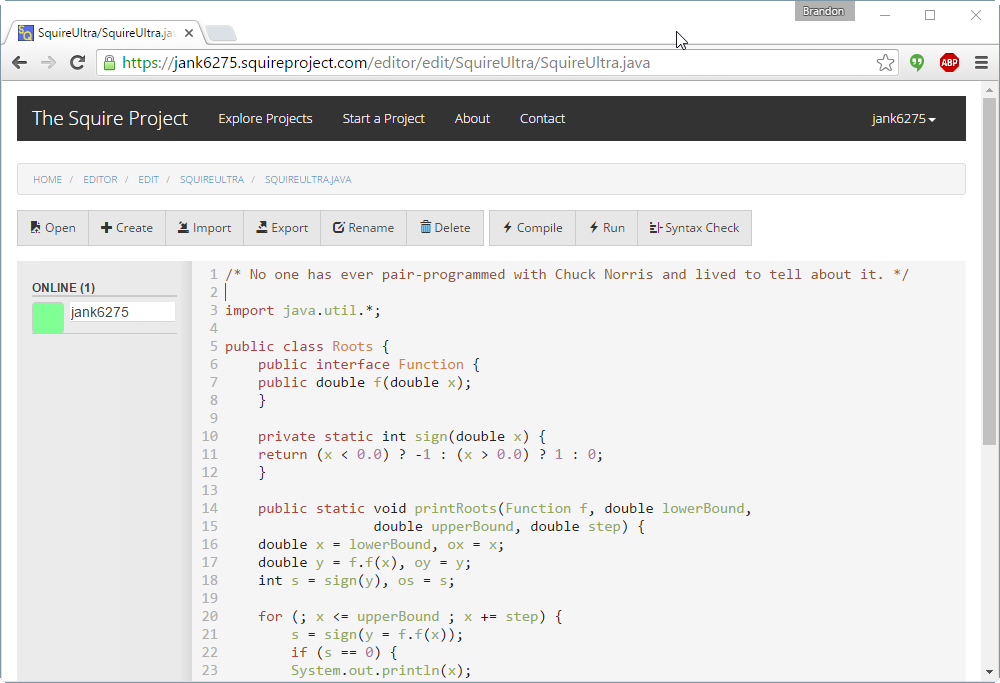 Brandon
SquireUltra/SquireUltra.java
https://jank6275.squireproject.com/editor/edit/SquireUltra/SquireUltra.java
ABP
The Squire Project Explore Projects Start a Project About Contact jank6275
HOME / EDITOR / EDIT / SQUIREULTRA / SQUIREULTRA.JAVA
Open Create Import Export Rename Delete Compile Run Syntax Check
ONLINE (1)
jank6275
1 /* No one has ever pair-programmed with Chuck Norris and lived to tell about it. */
2
3 import java.util.*;
4
5 public class Roots {
6     public interface Function {
7     public double f(double x);
8     }
9
10     private static int sign(double x) {
11     return (x < 0.0) ? -1 : (x > 0.0) ? 1 : 0;
12     }
13
14     public static void printRoots(Function f, double lowerBound,
15                   double upperBound, double step) {
16     double x = lowerBound, ox = x;
17     double y = f.f(x), oy = y;
18     int s = sign(y), os = s;
19
20     for (; x <= upperBound ; x += step) {
21         s = sign(y = f.f(x));
22         if (s == 0) {
23         System.out.println(x);